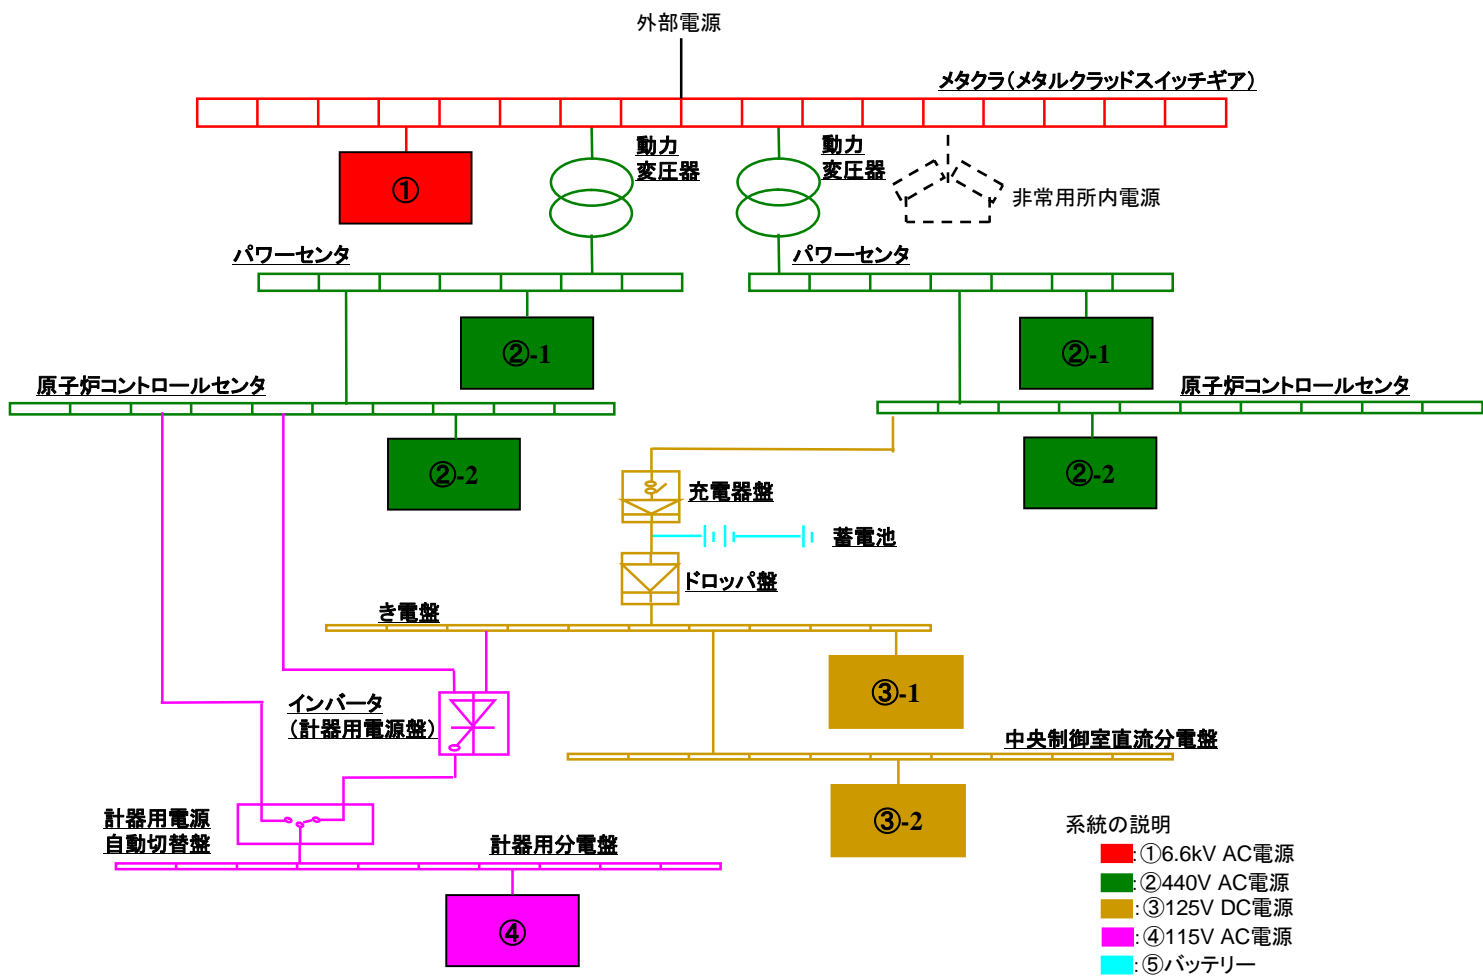 外部電源
メタクラ(メタルクラッドスイッチギア)
動力
変圧器
動力
変圧器
①
非常用所内電源
パワーセンタ
パワーセンタ
②-1
②-1
原子炉コントロールセンタ
原子炉コントロールセンタ
②-2
②-2
充電器盤
蓄電池
ドロッパ盤
き電盤
③-1
インバータ
(計器用電源盤)
中央制御室直流分電盤
③-2
計器用電源
自動切替盤
計器用分電盤
④
系統の説明
:①6.6kV AC電源
:②440V AC電源
:③125V DC電源
:④115V AC電源
:⑤バッテリー